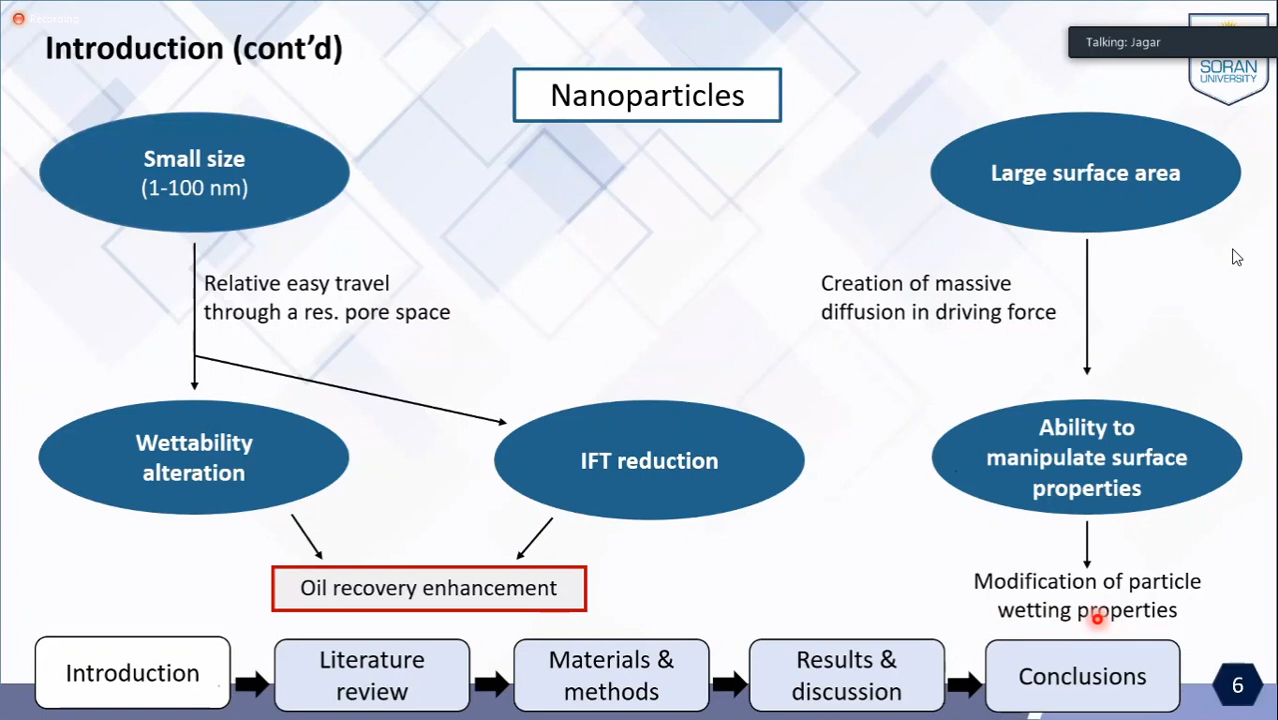 Recording
Introduction (cont'd)
Talking: Jagar
SORAN
UNIVERSITY
Nanoparticles
Small size
(1-100 nm)
Large surface area
Relative easy travel
through a res. pore space
Creation of massive
diffusion in driving force
Wettability
alteration
IFT reduction
Ability to
manipulate surface
properties
Oil recovery enhancement
Modification of particle
wetting properties
Introduction
Literature
review
Materials &
methods
Results &
discussion
Conclusions
6